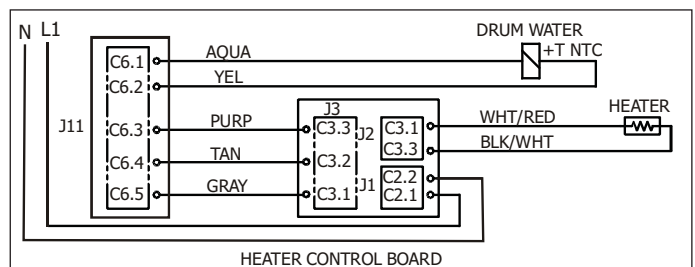 N L1
DRUM WATER
+T NTC
AQUA
YEL
C6.1
C6.2
C6.3
C6.4
C6.5
J11
PURP
TAN
GRAY
J3
C3.3
C3.2
C3.1
J2
J1
C3.1
C3.3
C2.2
C2.1
WHT/RED
BLK/WHT
HEATER
HEATER CONTROL BOARD